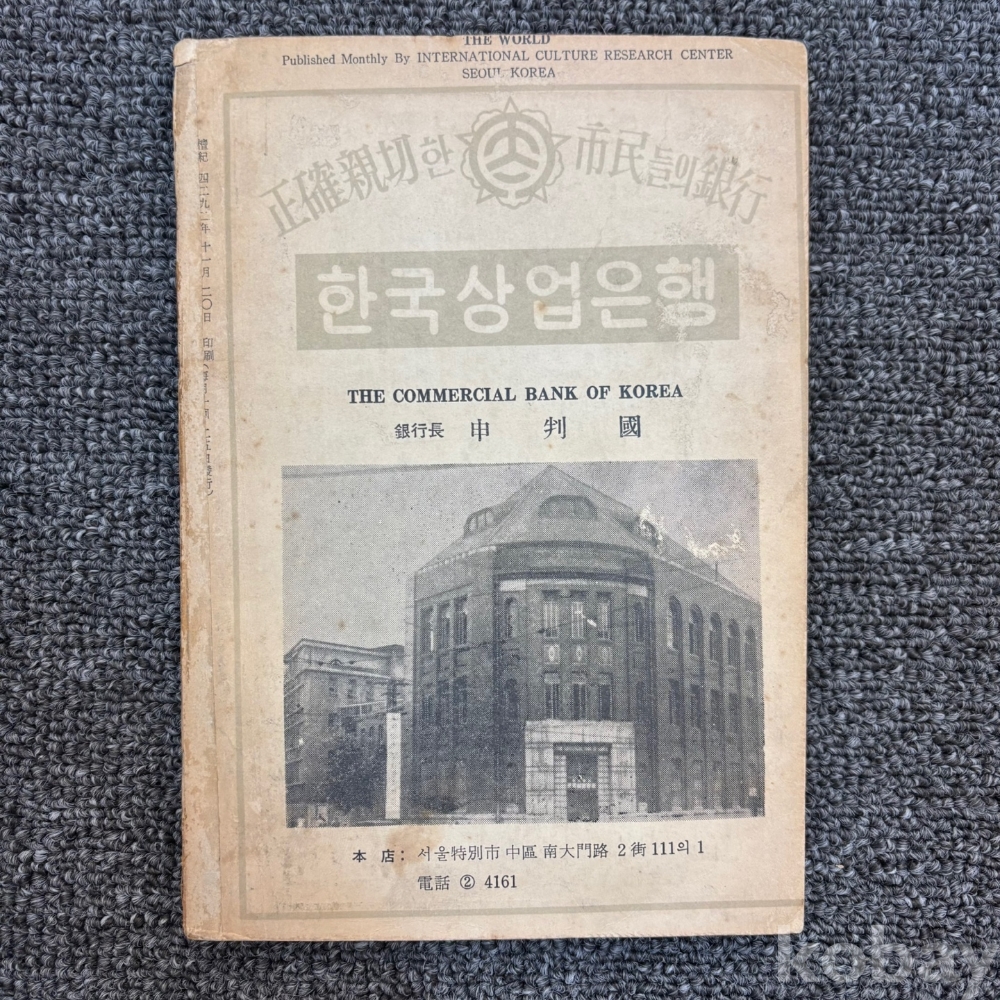 THE WORLD
Published Monthly By INTERNATIONAL CULTURE RESEARCH CENTER
SEOUL KOREA
正確親切한 市民들의銀行
한국상업은행
THE COMMERCIAL BANK OF KOREA
銀行長 申判國
本店: 서울特別市 中區 南大門路 2街 111의 1
電話 ② 4161
檀紀 四二九二年 十一月 二〇日 印刷
kobay